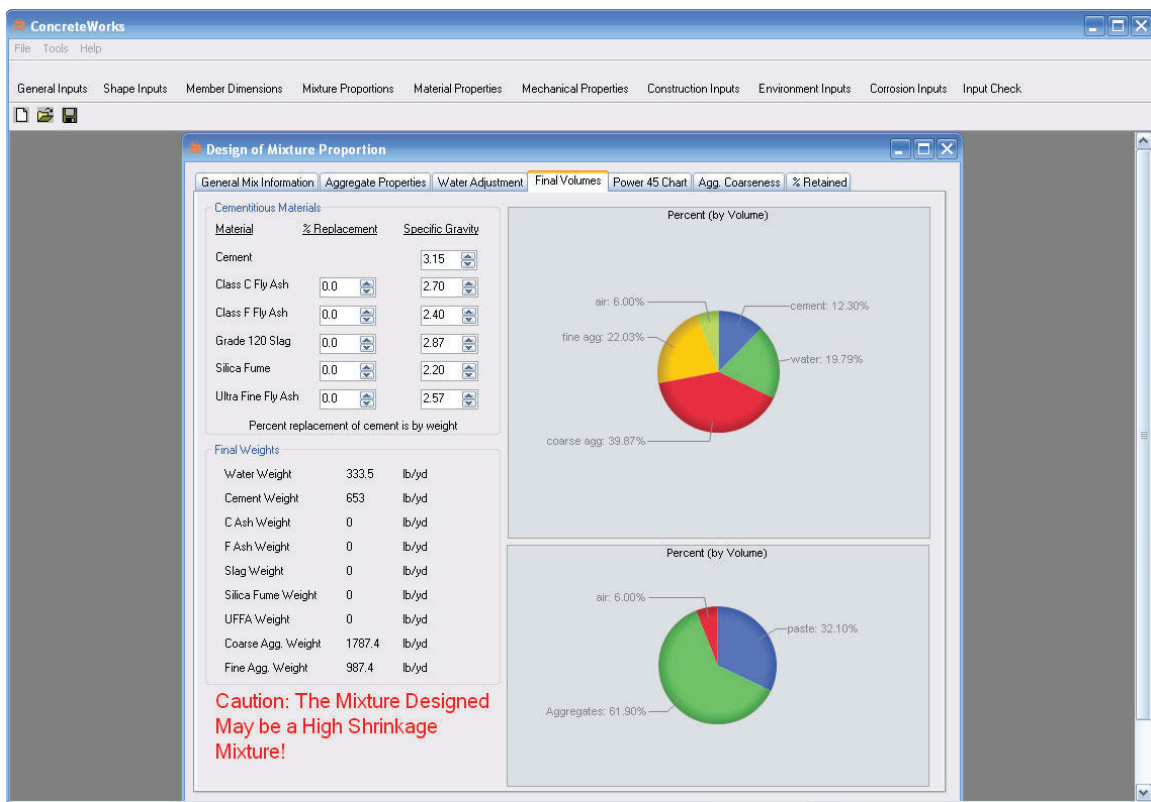 ConcreteWorks
File Tools Help
General Inputs Shape Inputs Member Dimensions Mixture Proportions Material Properties Mechanical Properties Construction Inputs Environment Inputs Corrosion Inputs Input Check
Design of Mixture Proportion
General Mix Information Aggregate Properties Water Adjustment Final Volumes Power 45 Chart Agg. Coarseness % Retained
Cementitious Materials
Material % Replacement Specific Gravity
Cement 3.15
Class C Fly Ash 0.0 2.70
Class F Fly Ash 0.0 2.40
Grade 120 Slag 0.0 2.87
Silica Fume 0.0 2.20
Ultra Fine Fly Ash 0.0 2.57
Percent replacement of cement is by weight
Final Weights
Water Weight 333.5 lb/yd
Cement Weight 653 lb/yd
C Ash Weight 0 lb/yd
F Ash Weight 0 lb/yd
Slag Weight 0 lb/yd
Silica Fume Weight 0 lb/yd
UFFA Weight 0 lb/yd
Coarse Agg. Weight 1787.4 lb/yd
Fine Agg. Weight 987.4 lb/yd
Caution: The Mixture Designed
May be a High Shrinkage
Mixture!
Percent (by Volume)
air: 6.00%
cement: 12.30%
fine agg: 22.03%
water: 19.79%
coarse agg: 39.87%
Percent (by Volume)
air: 6.00%
paste: 32.10%
Aggregates: 61.90%